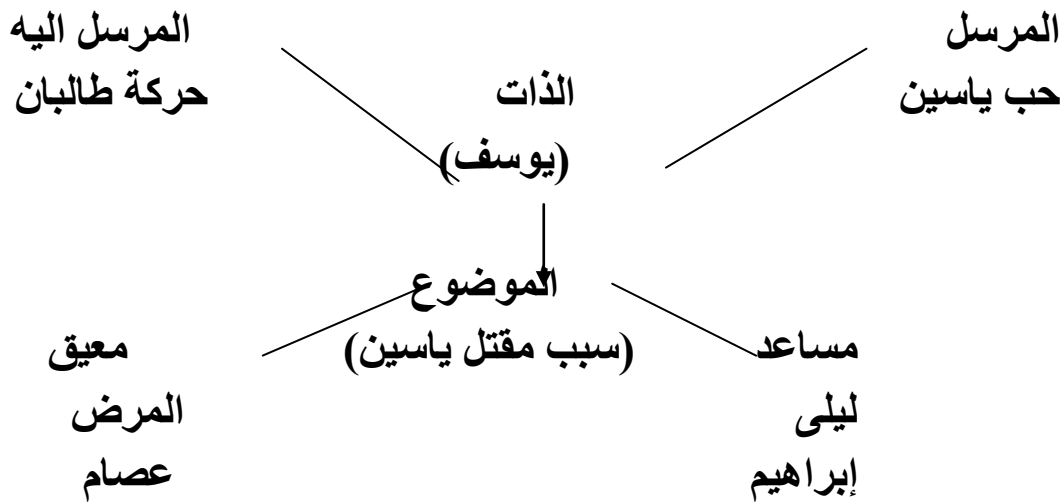 المرسل
المرسل اليه
حب ياسين
الذات
حركة طالبان
(يوسف)
الموضوع
(سبب مقتل ياسين)
مساعد
معيق
ليلى
المرض
إبراهيم
عصام